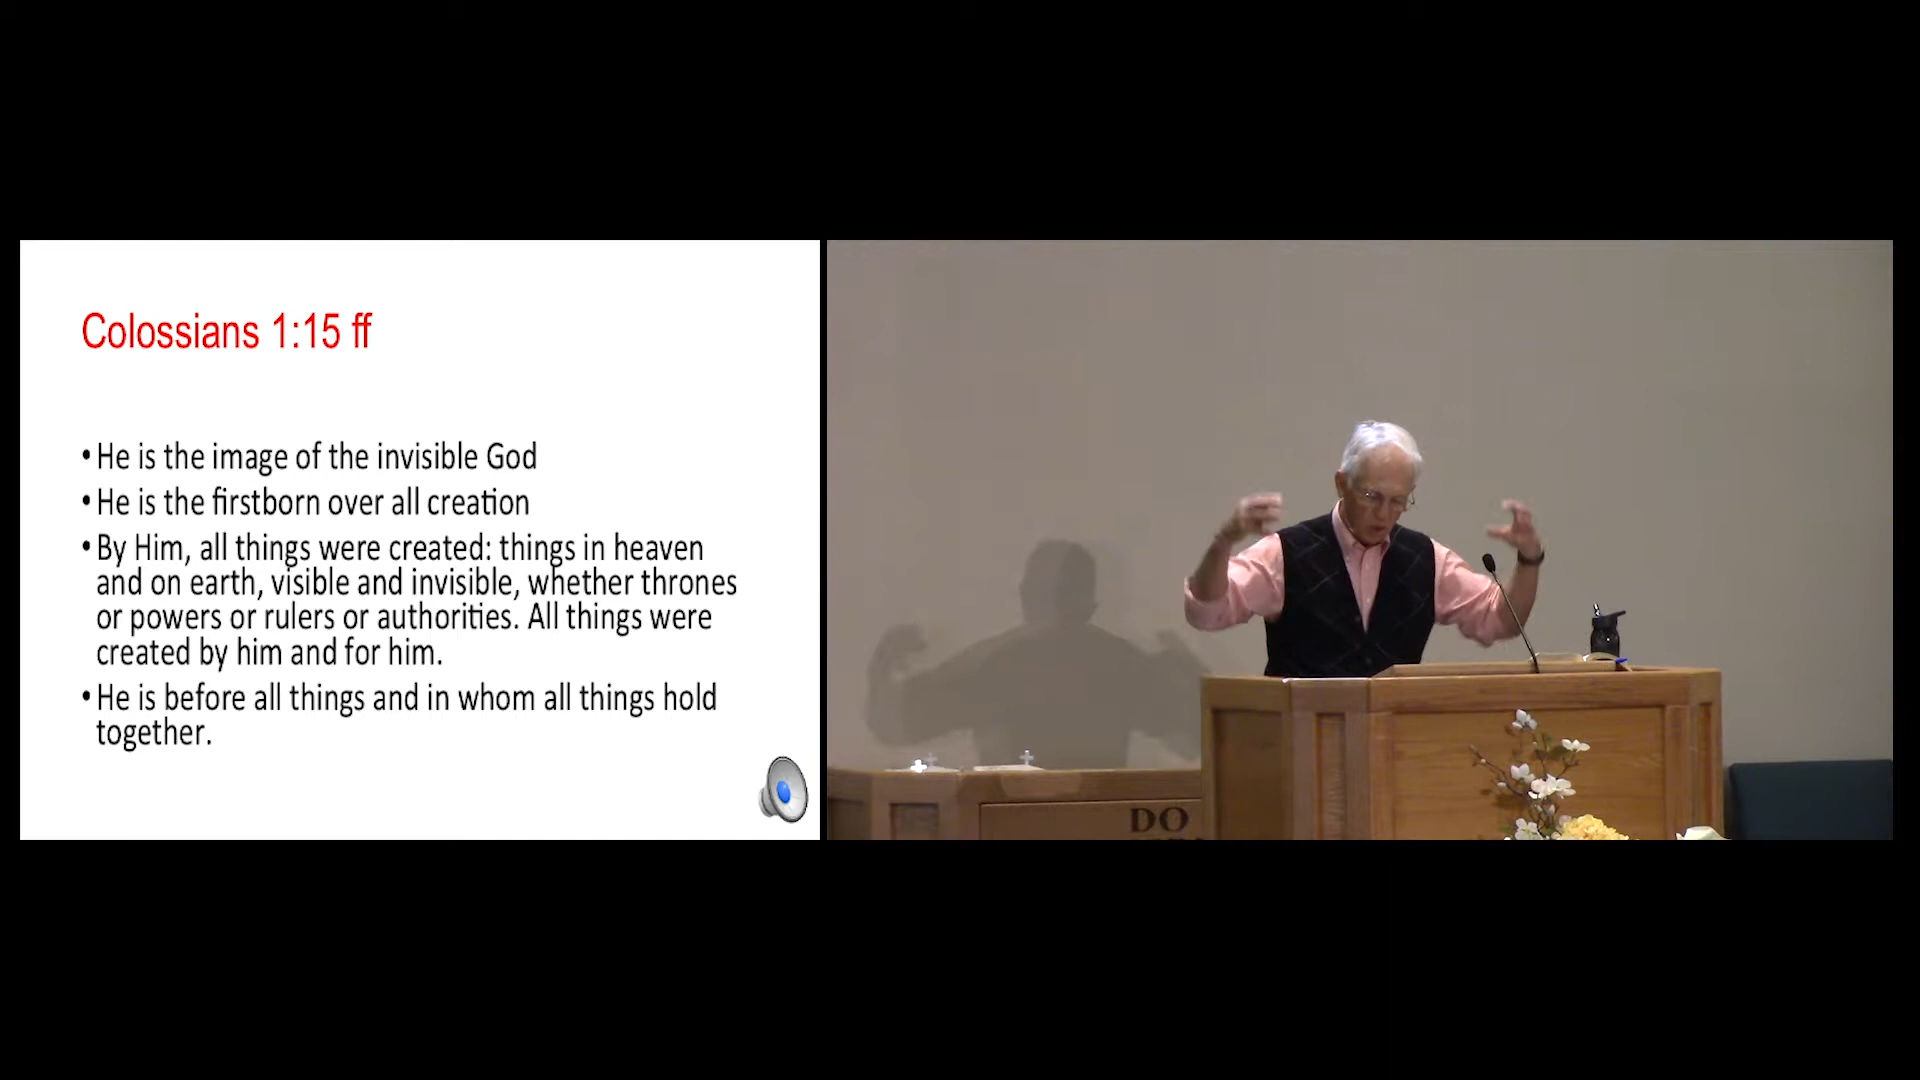 Colossians 1:15 ff
•He is the image of the invisible God
•He is the firstborn over all creation
•By Him, all things were created: things in heaven
and on earth, visible and invisible, whether thrones
or powers or rulers or authorities. All things were
created by him and for him.
•He is before all things and in whom all things hold
together.
DO